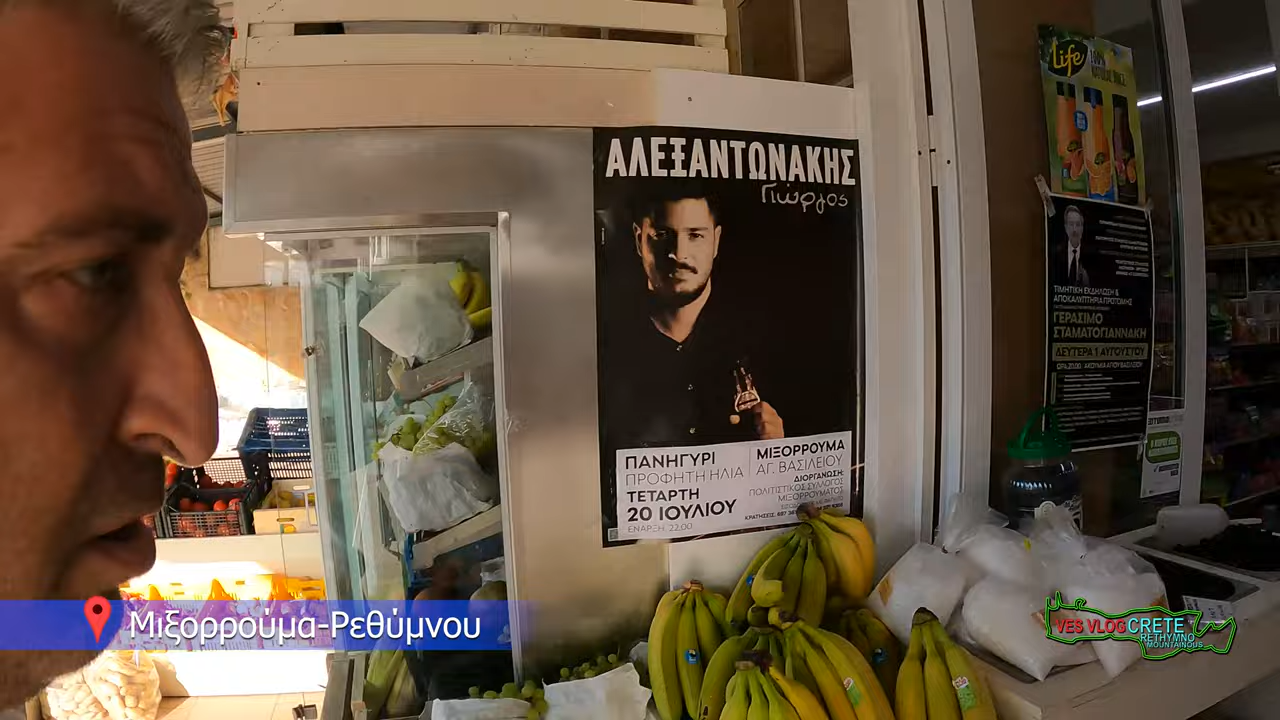 ΑΛΕΞΑΝΤΩΝΑΚΗΣ
Γιώργος
ΠΑΝΗΓΥΡΙ
ΠΡΟΦΗΤΗ ΗΛΙΑ
ΤΕΤΑΡΤΗ
20 ΙΟΥΛΙΟΥ
ΕΝΑΡΞΗ: 22.00
ΜΙΞΟΡΡΟΥΜΑ
ΑΓ. ΒΑΣΙΛΕΙΟΥ
ΔΙΟΡΓΑΝΩΣΗ:
ΠΟΛΙΤΙΣΤΙΚΟΣ ΣΥΛΛΟΓΟΣ
ΜΙΞΟΡΡΟΥΜΑΤΟΣ
life
100%
ΤΙΜΗΤΙΚΗ ΕΚΔΗΛΩΣΗ &
ΑΠΟΚΑΛΥΠΤΗΡΙΑ ΠΡΟΤΟΜΗΣ
ΓΕΡΑΣΙΜΟ
ΣΤΑΜΑΤΟΓΙΑΝΝΑΚΗ
ΔΕΥΤΕΡΑ 1 ΑΥΓΟΥΣΤΟΥ
Μιξορρούμα-Ρεθύμνου
VES VLOG CRETE
RETHYMNO
MOUNTAINOUS